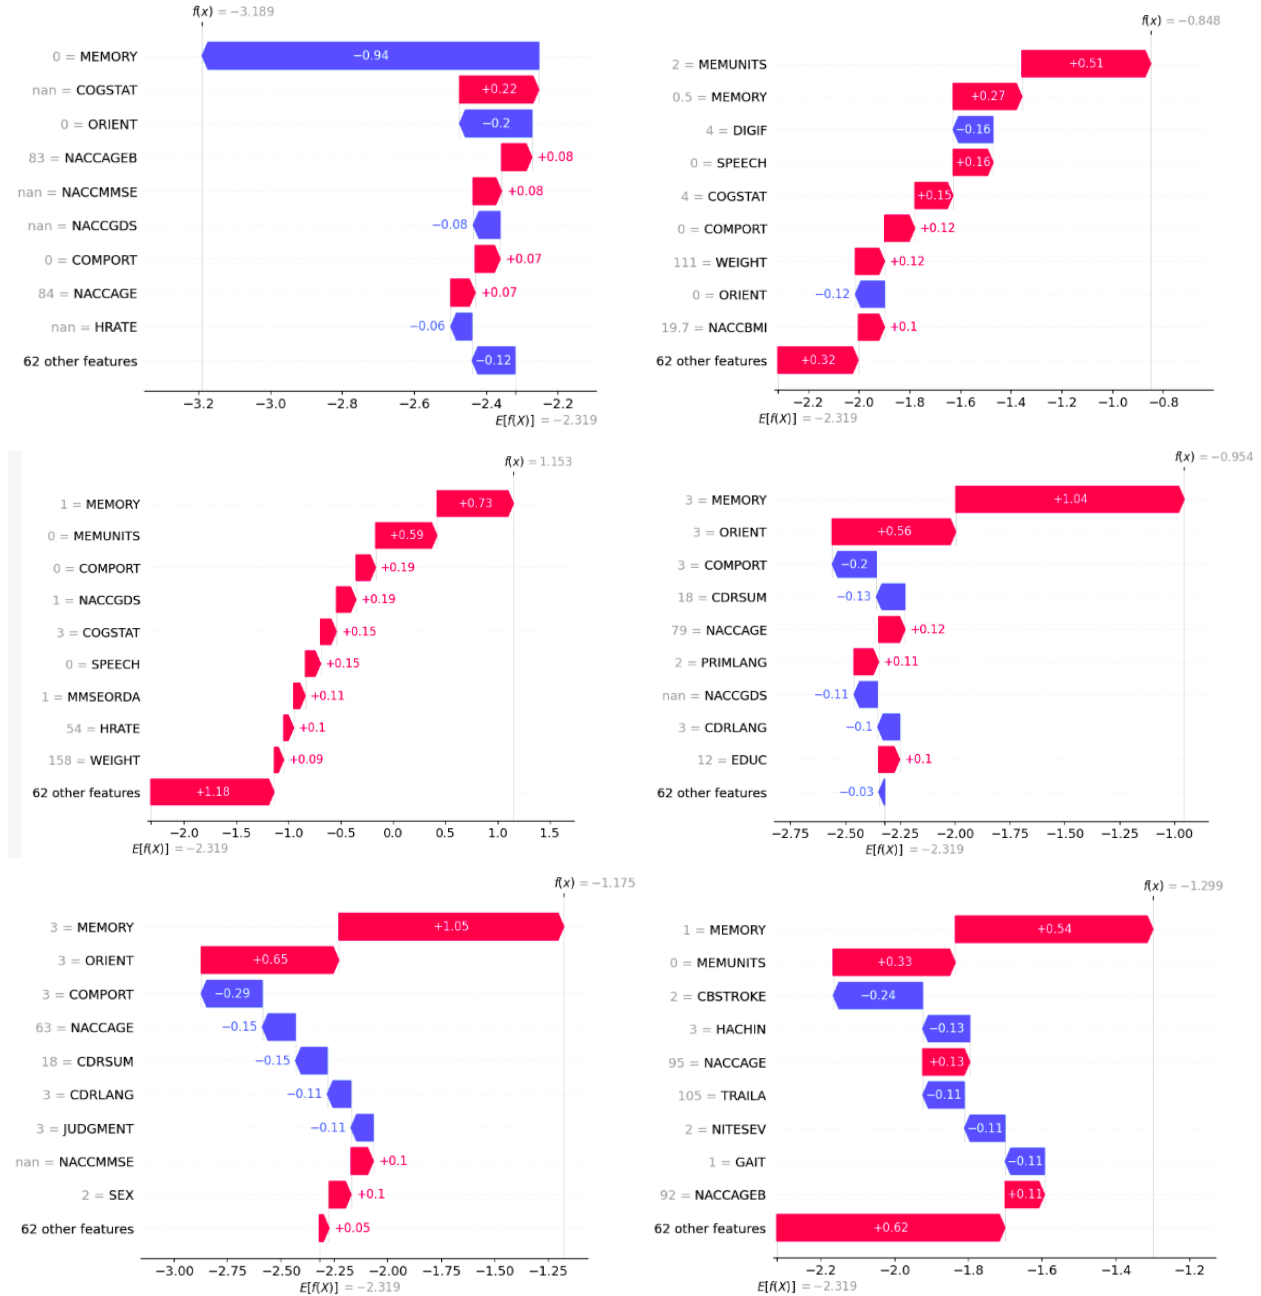 f(x) = −3.189
0 = MEMORY −0.94
nan = COGSTAT +0.22
0 = ORIENT −0.2
83 = NACCAGEB +0.08
nan = NACCMMSE +0.08
nan = NACCGDS −0.08
0 = COMPORT +0.07
84 = NACCAGE +0.07
nan = HRATE −0.06
62 other features −0.12
−3.2 −3.0 −2.8 −2.6 −2.4 −2.2
E[f(X)] = −2.319
f(x) = −0.848
2 = MEMUNITS +0.51
0.5 = MEMORY +0.27
4 = DIGIF −0.16
0 = SPEECH +0.16
4 = COGSTAT +0.15
0 = COMPORT +0.12
111 = WEIGHT +0.12
0 = ORIENT −0.12
19.7 = NACCBMI +0.1
62 other features +0.32
−2.2 −2.0 −1.8 −1.6 −1.4 −1.2 −1.0 −0.8
E[f(X)] = −2.319
f(x) = 1.153
1 = MEMORY +0.73
0 = MEMUNITS +0.59
0 = COMPORT +0.19
1 = NACCGDS +0.19
3 = COGSTAT +0.15
0 = SPEECH +0.15
1 = MMSEORDA +0.11
54 = HRATE +0.1
158 = WEIGHT +0.09
62 other features +1.18
−2.0 −1.5 −1.0 −0.5 0.0 0.5 1.0 1.5
E[f(X)] = −2.319
f(x) = −0.954
3 = MEMORY +1.04
3 = ORIENT +0.56
3 = COMPORT −0.2
18 = CDRSUM −0.13
79 = NACCAGE +0.12
2 = PRIMLANG +0.11
nan = NACCGDS −0.11
3 = CDRLANG −0.1
12 = EDUC +0.1
62 other features −0.03
−2.75 −2.50 −2.25 −2.00 −1.75 −1.50 −1.25 −1.00
E[f(X)] = −2.319
f(x) = −1.175
3 = MEMORY +1.05
3 = ORIENT +0.65
3 = COMPORT −0.29
63 = NACCAGE −0.15
18 = CDRSUM −0.15
3 = CDRLANG −0.11
3 = JUDGMENT −0.11
nan = NACCMMSE +0.1
2 = SEX +0.1
62 other features +0.05
−3.00 −2.75 −2.50 −2.25 −2.00 −1.75 −1.50 −1.25
E[f(X)] = −2.319
f(x) = −1.299
1 = MEMORY +0.54
0 = MEMUNITS +0.33
2 = CBSTROKE −0.24
3 = HACHIN −0.13
95 = NACCAGE +0.13
105 = TRAILA −0.11
2 = NITESEV −0.11
1 = GAIT −0.11
92 = NACCAGEB +0.11
62 other features +0.62
−2.2 −2.0 −1.8 −1.6 −1.4 −1.2
E[f(X)] = −2.319